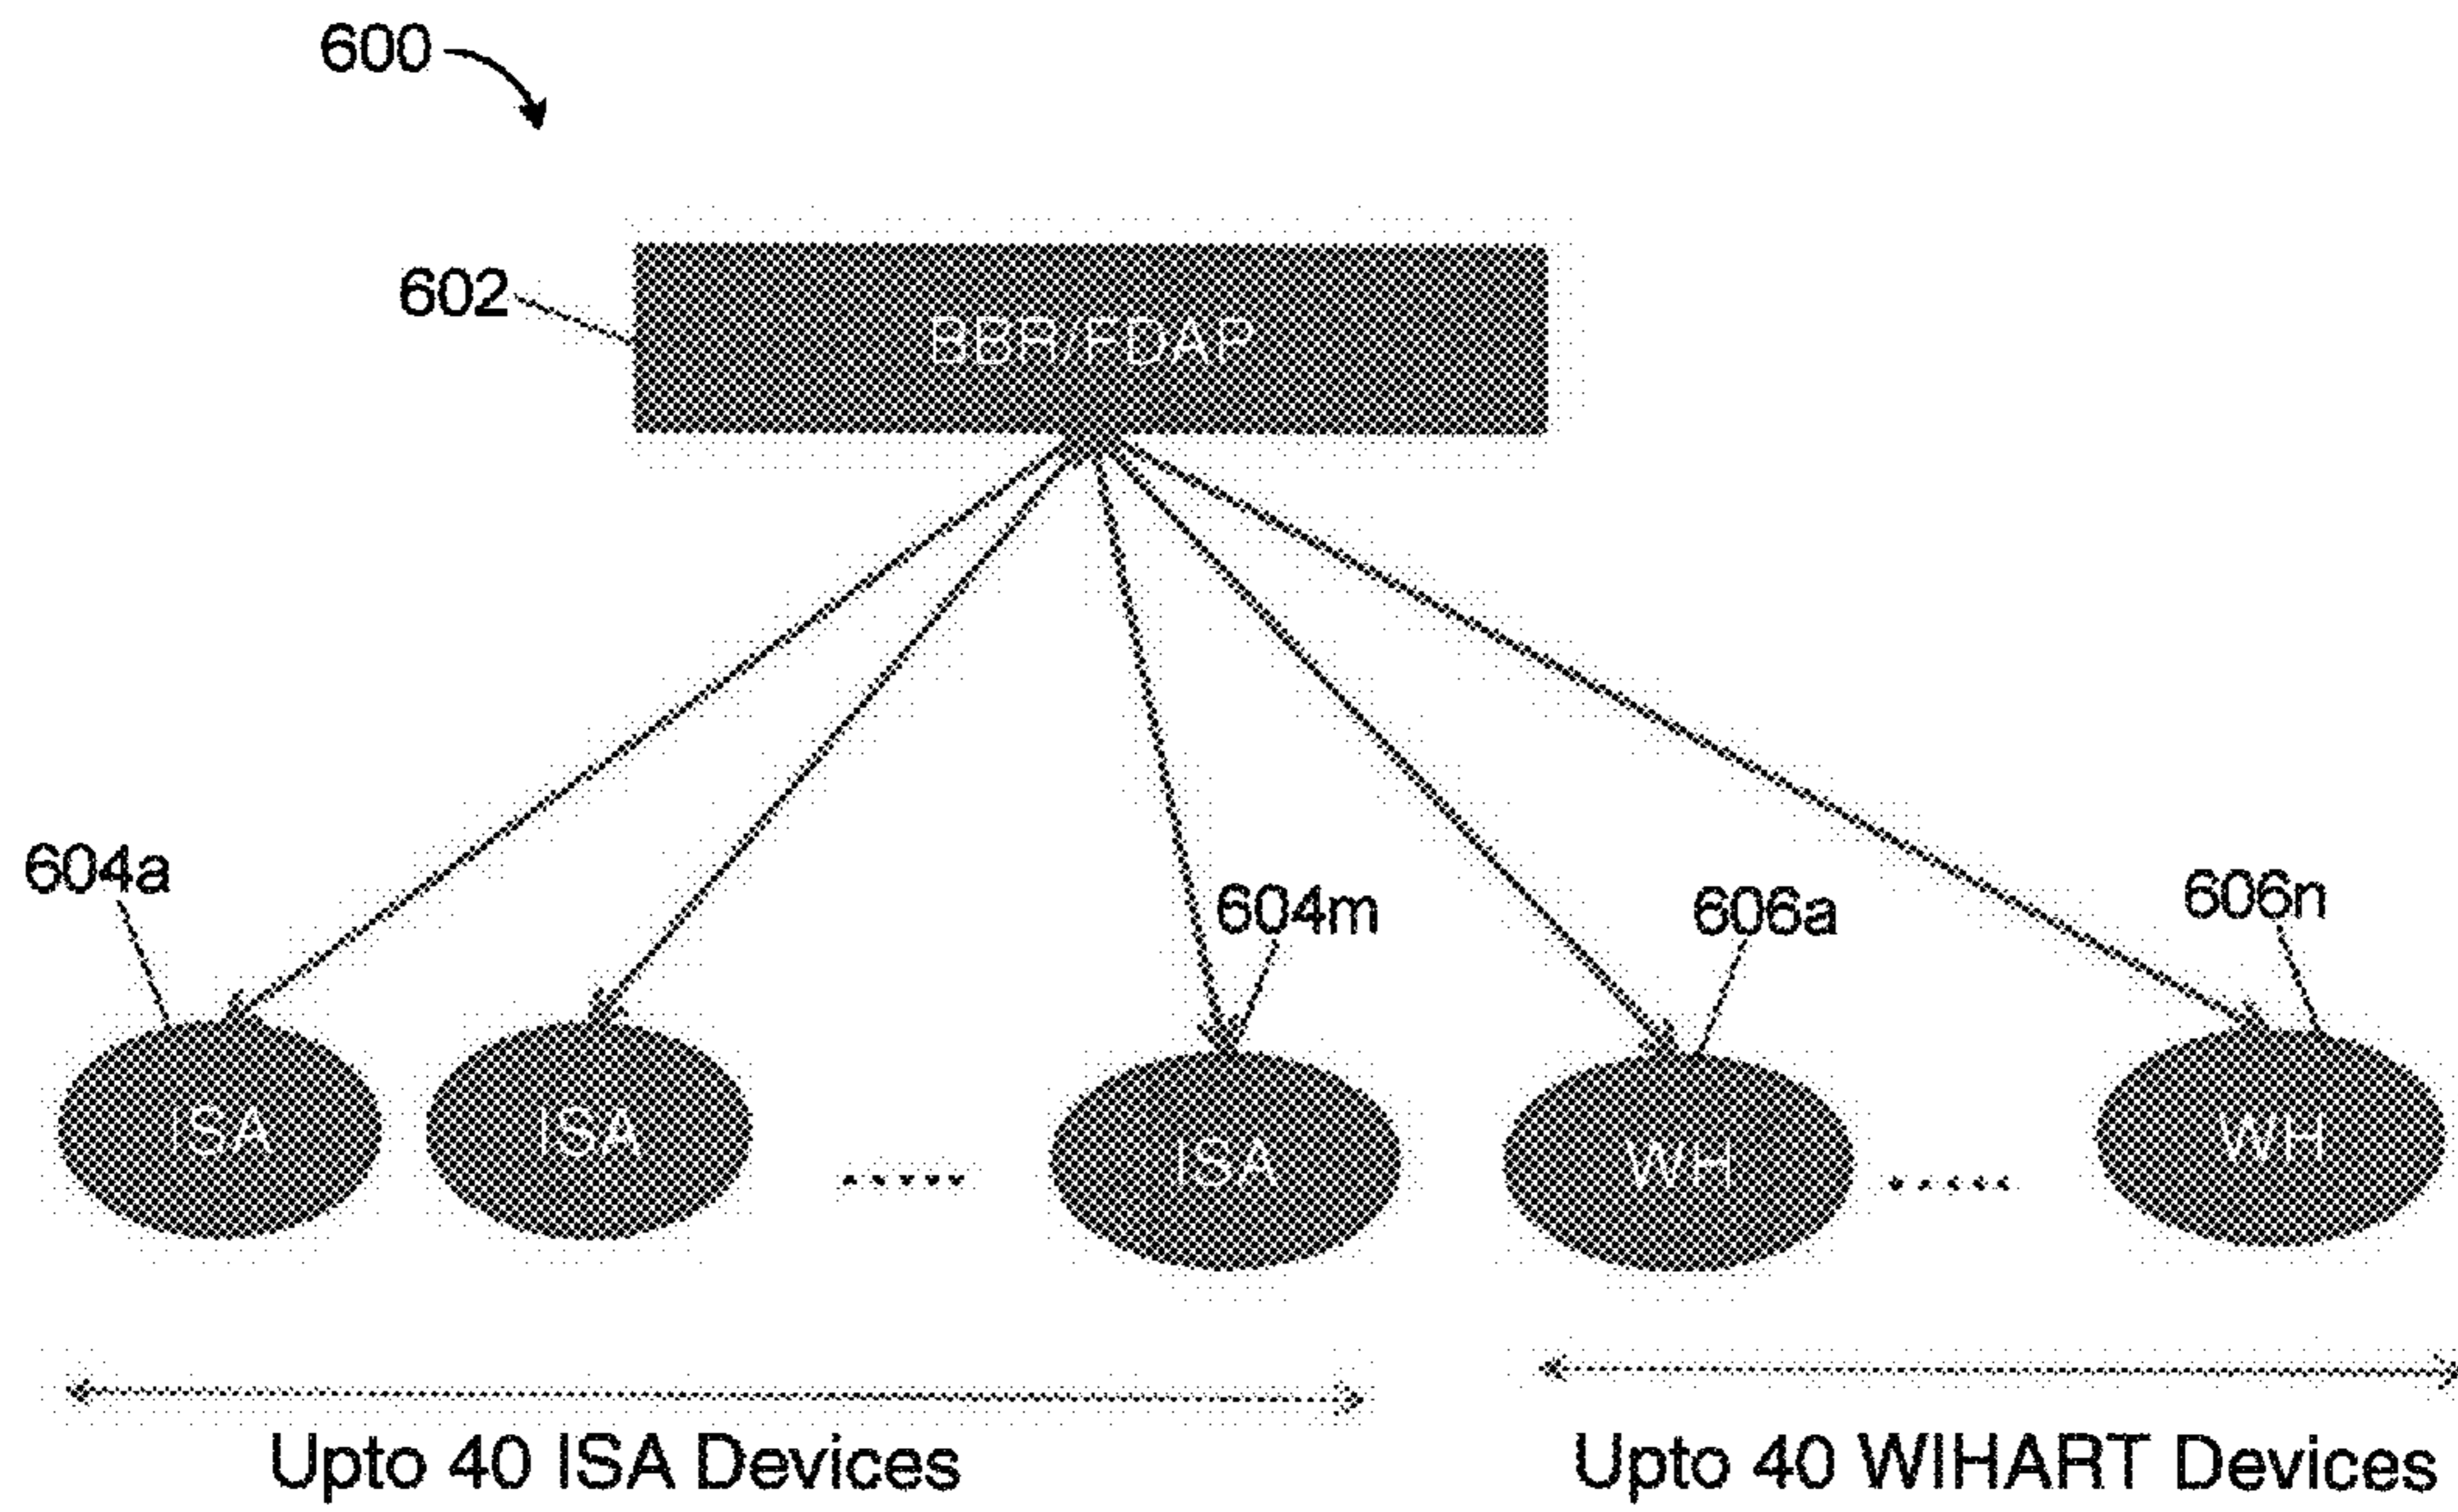 600
602
BBR/FDAP
604a
604m
606a
606n
ISA
ISA
.....
ISA
WH
.....
WH
Upto 40 ISA Devices
Upto 40 WIHART Devices